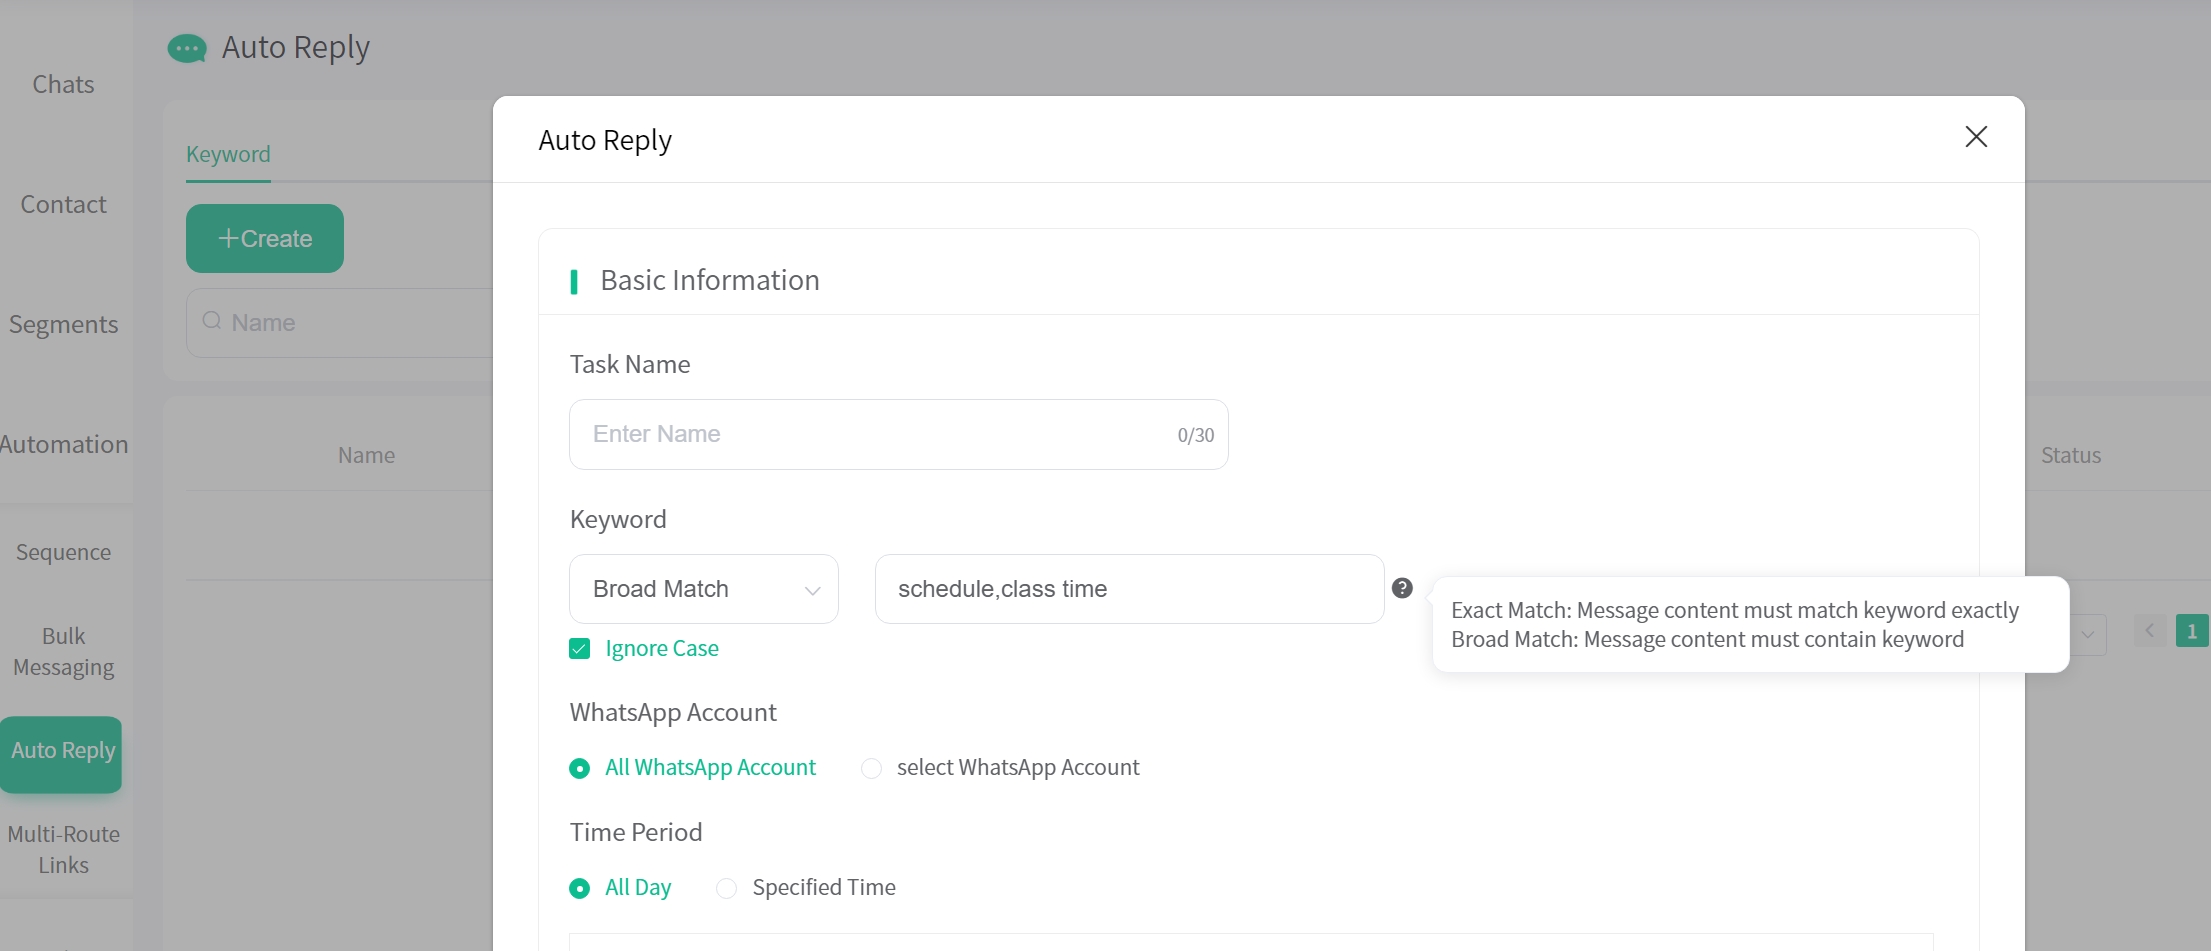 Auto Reply
Chats
Contact
Segments
Automation
Sequence
Bulk
Messaging
Auto Reply
Multi-Route
Links
Keyword
+Create
Name
Name
Status
1
Auto Reply
Basic Information
Task Name
Enter Name
0/30
Keyword
Broad Match
schedule,class time
?
Exact Match: Message content must match keyword exactly
Broad Match: Message content must contain keyword
Ignore Case
WhatsApp Account
All WhatsApp Account
select WhatsApp Account
Time Period
All Day
Specified Time